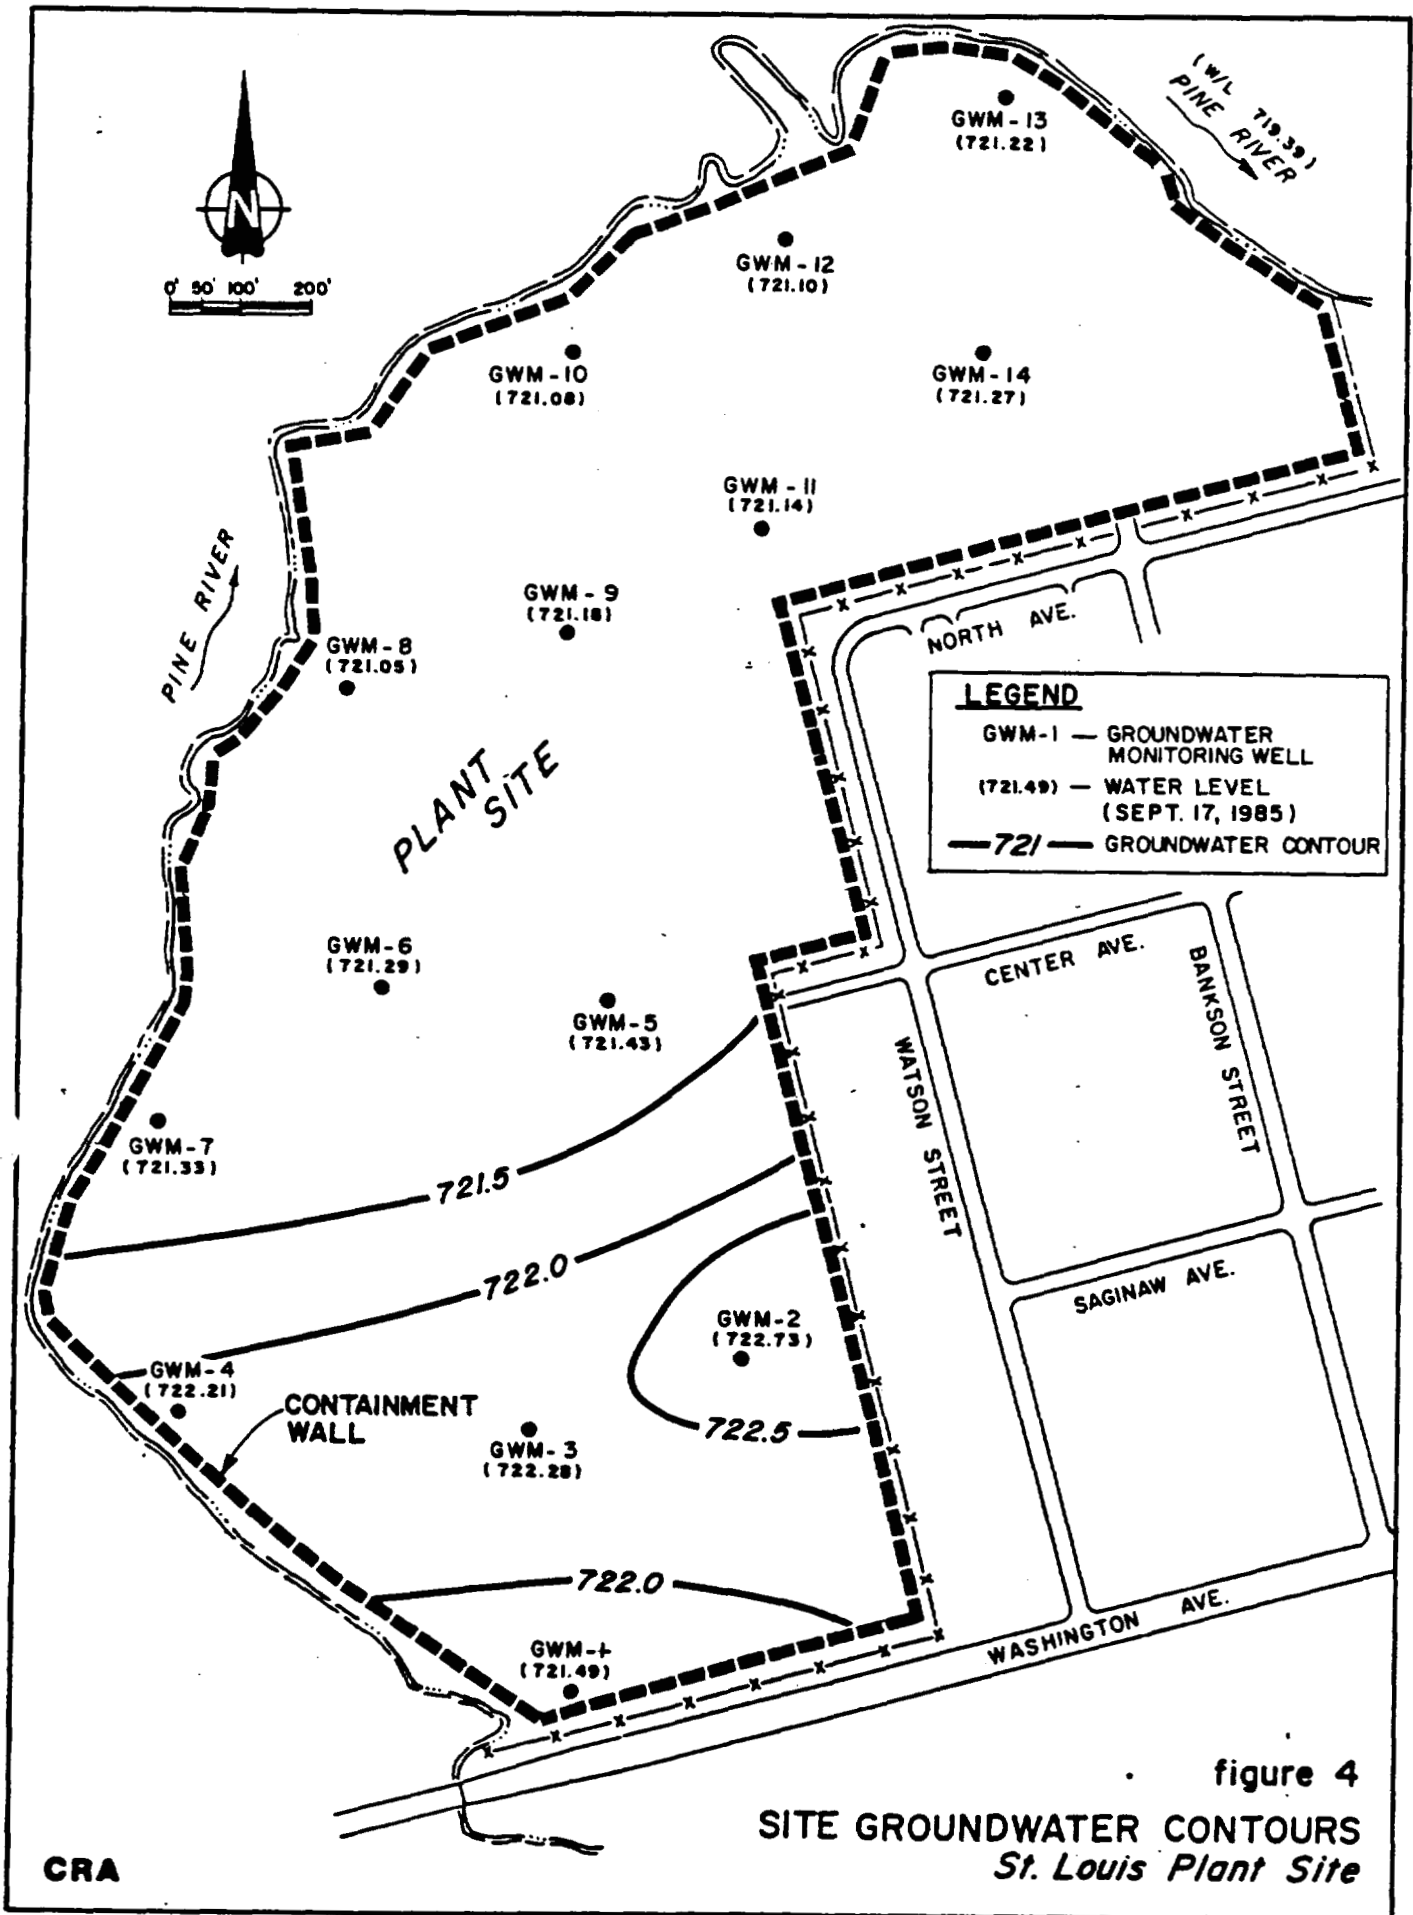 (W/L 719.39)
PINE RIVER
GWM-13
(721.22)
N
0' 50' 100' 200'
GWM-12
(721.10)
GWM-10
(721.08)
GWM-14
(721.27)
GWM-11
(721.14)
PINE RIVER
GWM-9
(721.18)
GWM-8
(721.05)
NORTH AVE.
LEGEND
GWM-1 — GROUNDWATER
MONITORING WELL
(721.49) — WATER LEVEL
(SEPT. 17, 1985)
721 GROUNDWATER CONTOUR
PLANT
SITE
GWM-6
(721.29)
GWM-5
(721.43)
CENTER AVE.
BANKSON STREET
WATSON STREET
GWM-7
(721.33)
721.5
722.0
SAGINAW AVE.
GWM-2
(722.73)
GWM-4
(722.21)
CONTAINMENT
WALL
722.5
GWM-3
(722.28)
722.0
GWM-1
(721.49)
WASHINGTON AVE.
figure 4
SITE GROUNDWATER CONTOURS
St. Louis Plant Site
CRA